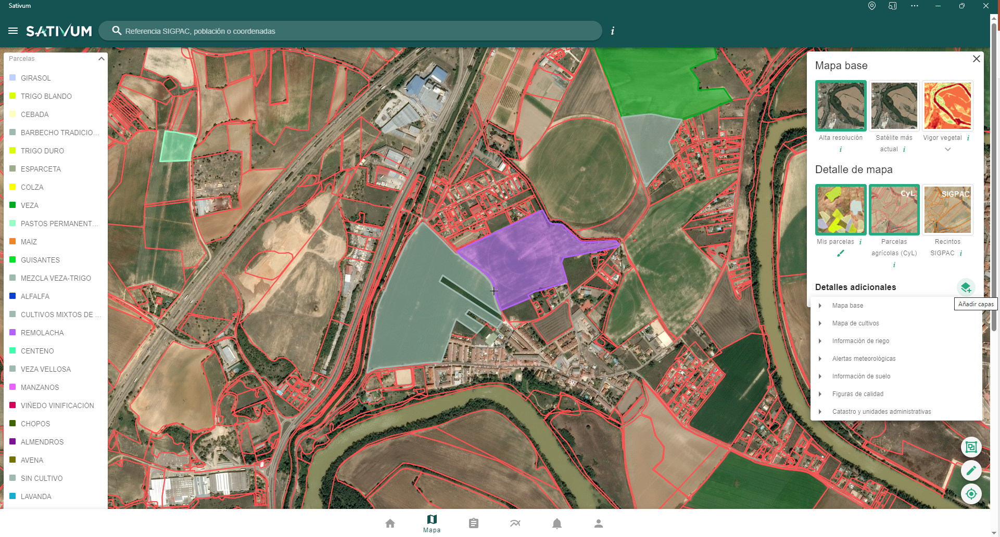 Sativum
SATIVUM
Referencia SIGPAC, población o coordenadas
i
Parcelas
GIRASOL
TRIGO BLANDO
CEBADA
BARBECHO TRADICIO...
TRIGO DURO
ESPARCETA
COLZA
VEZA
PASTOS PERMANENT...
MAÍZ
GUISANTES
MEZCLA VEZA-TRIGO
ALFALFA
CULTIVOS MIXTOS DE ...
REMOLACHA
CENTENO
VEZA VELLOSA
MANZANOS
VIÑEDO VINIFICACIÓN
CHOPOS
ALMENDROS
AVENA
SIN CULTIVO
LAVANDA
Mapa base
Alta resolución
i
Satélite más
actual i
Vigor vegetal i
Detalle de mapa
CyL
SIGPAC
Mis parcelas i
Parcelas
agrícolas (CyL)
i
Recintos
SIGPAC i
Detalles adicionales
Añadir capas
Mapa base
Mapa de cultivos
Información de riego
Alertas meteorológicas
Información de suelo
Figuras de calidad
Catastro y unidades administrativas
Mapa